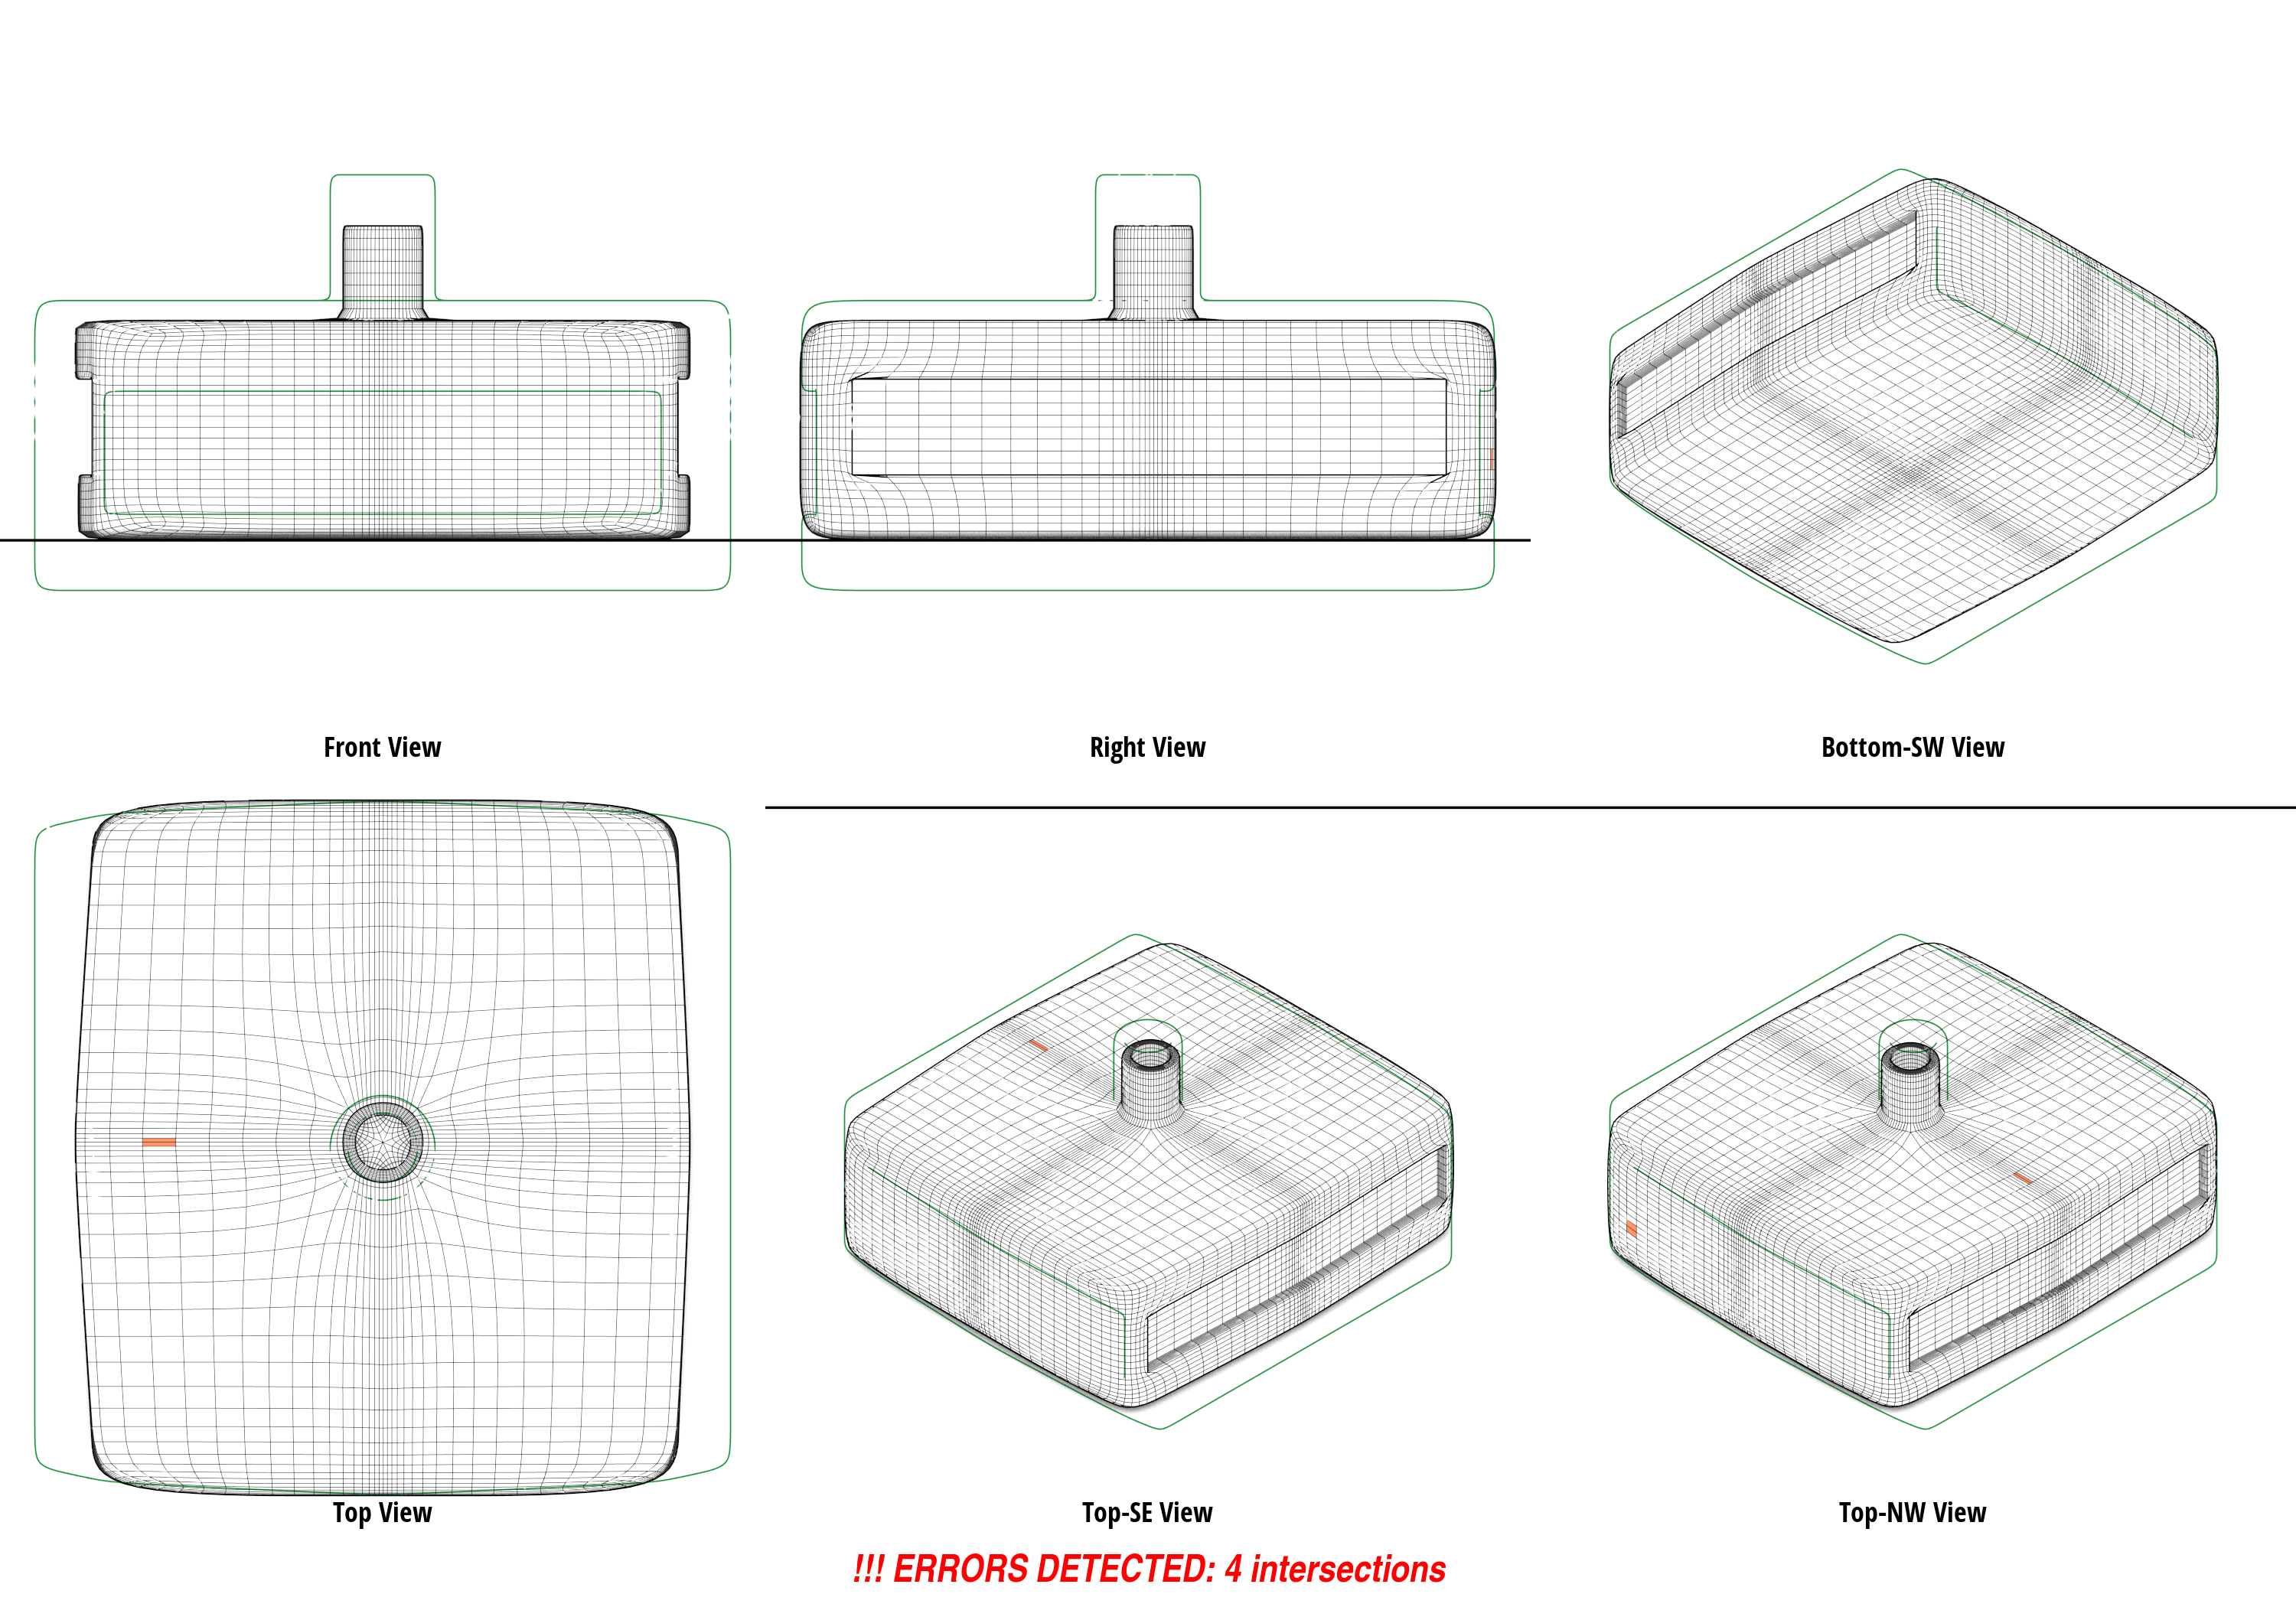 Front View
Right View
Bottom-SW View
Top View
Top-SE View
Top-NW View
!!! ERRORS DETECTED: 4 intersections